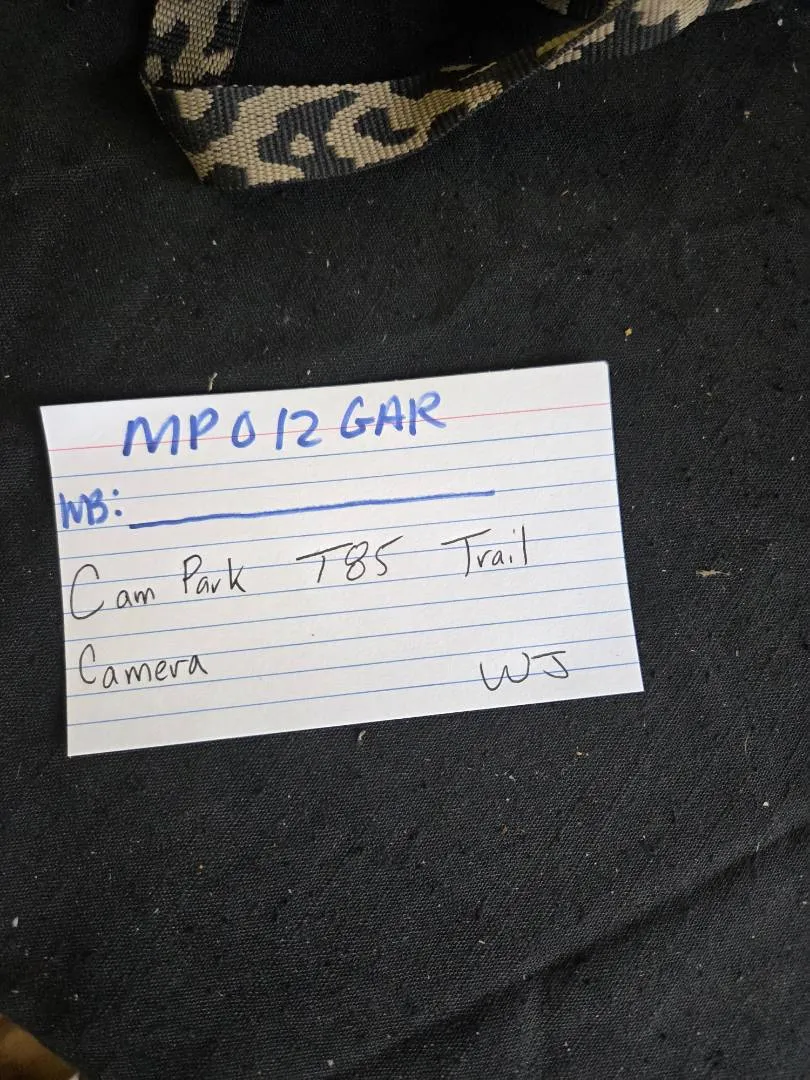 MP012GAR
WB:
Cam Park T85 Trail
Camera WJ